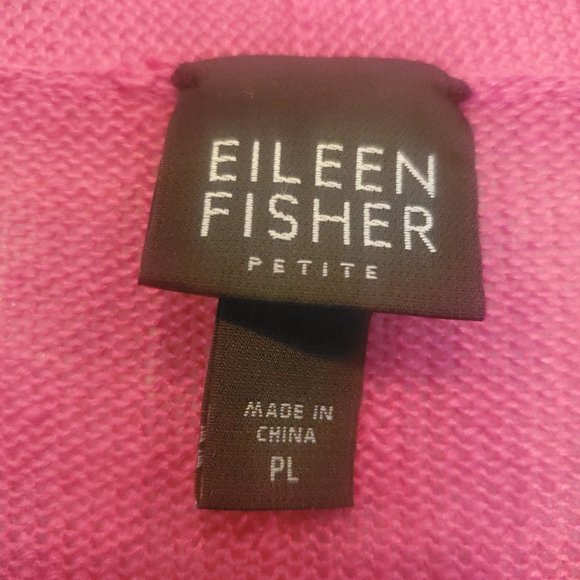 EILEEN
FISHER
PETITE
MADE IN
CHINA
PL